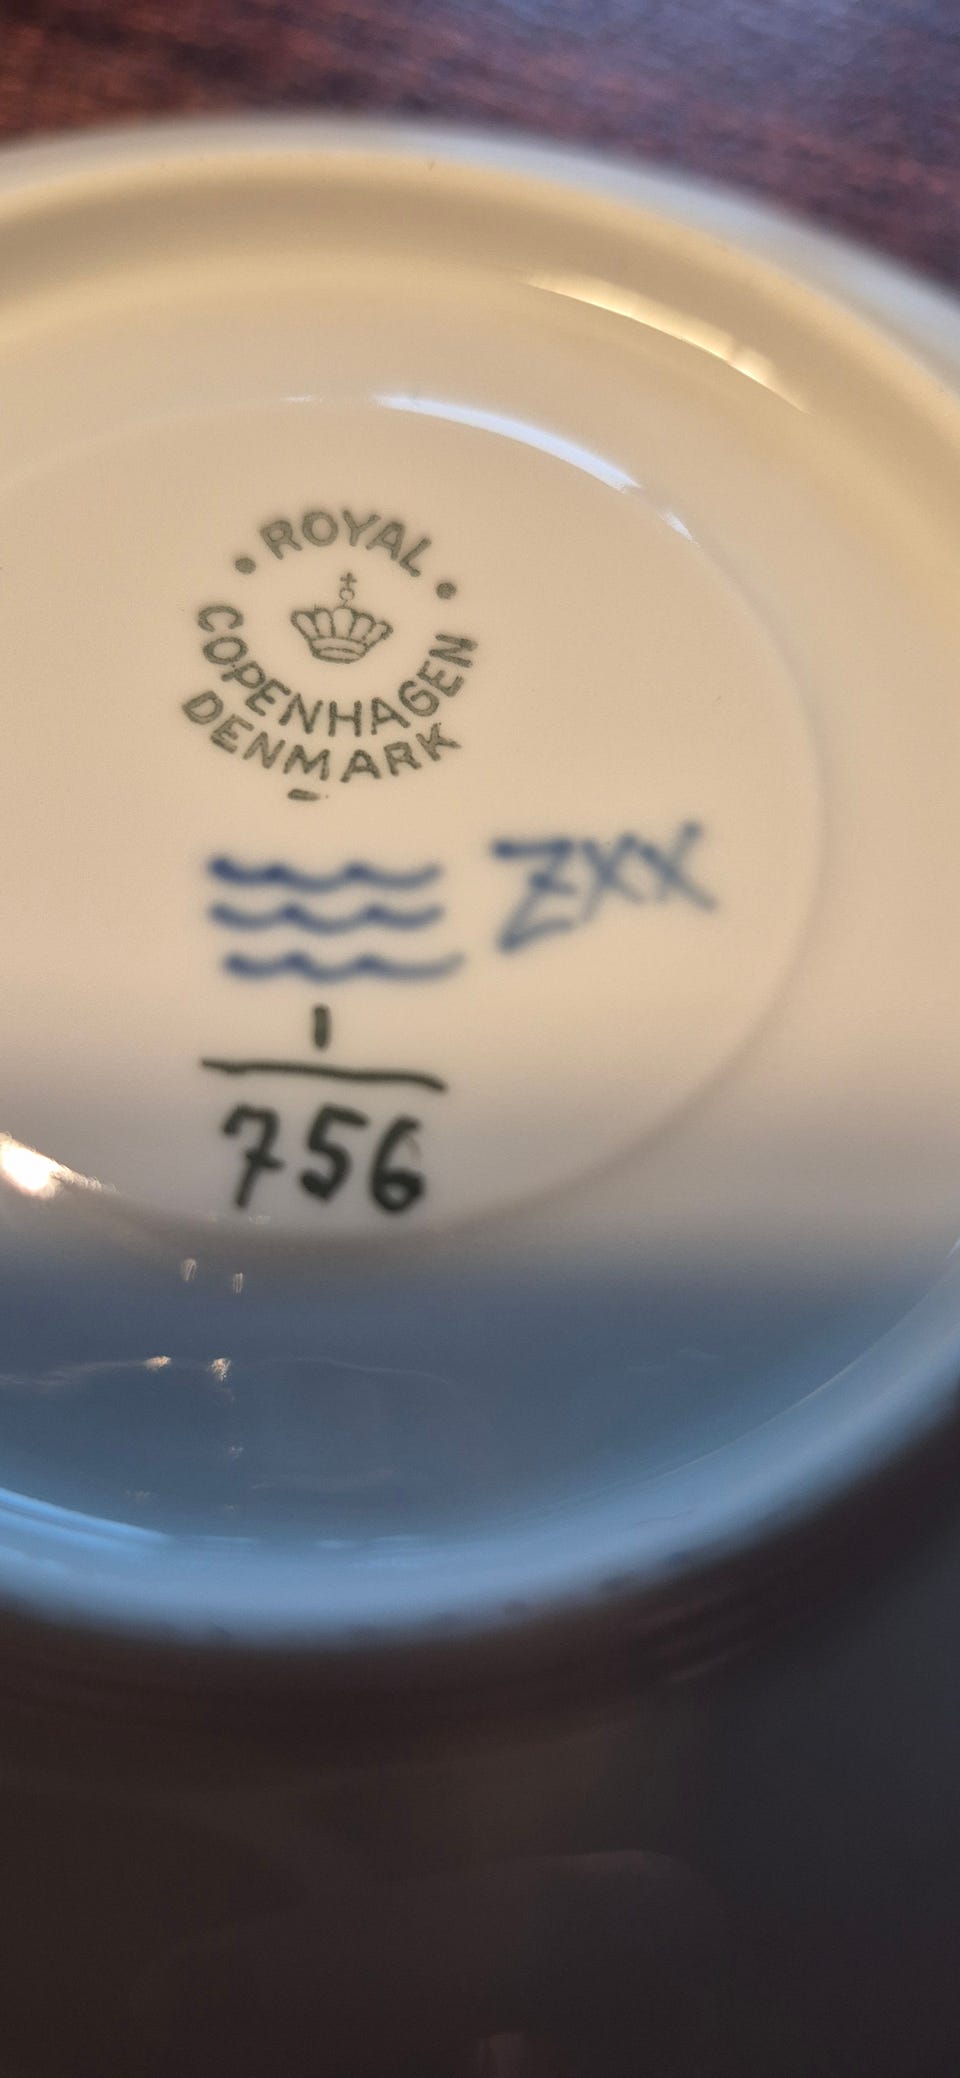 ROYAL
COPENHAGEN
DENMARK
ZXX
1
756